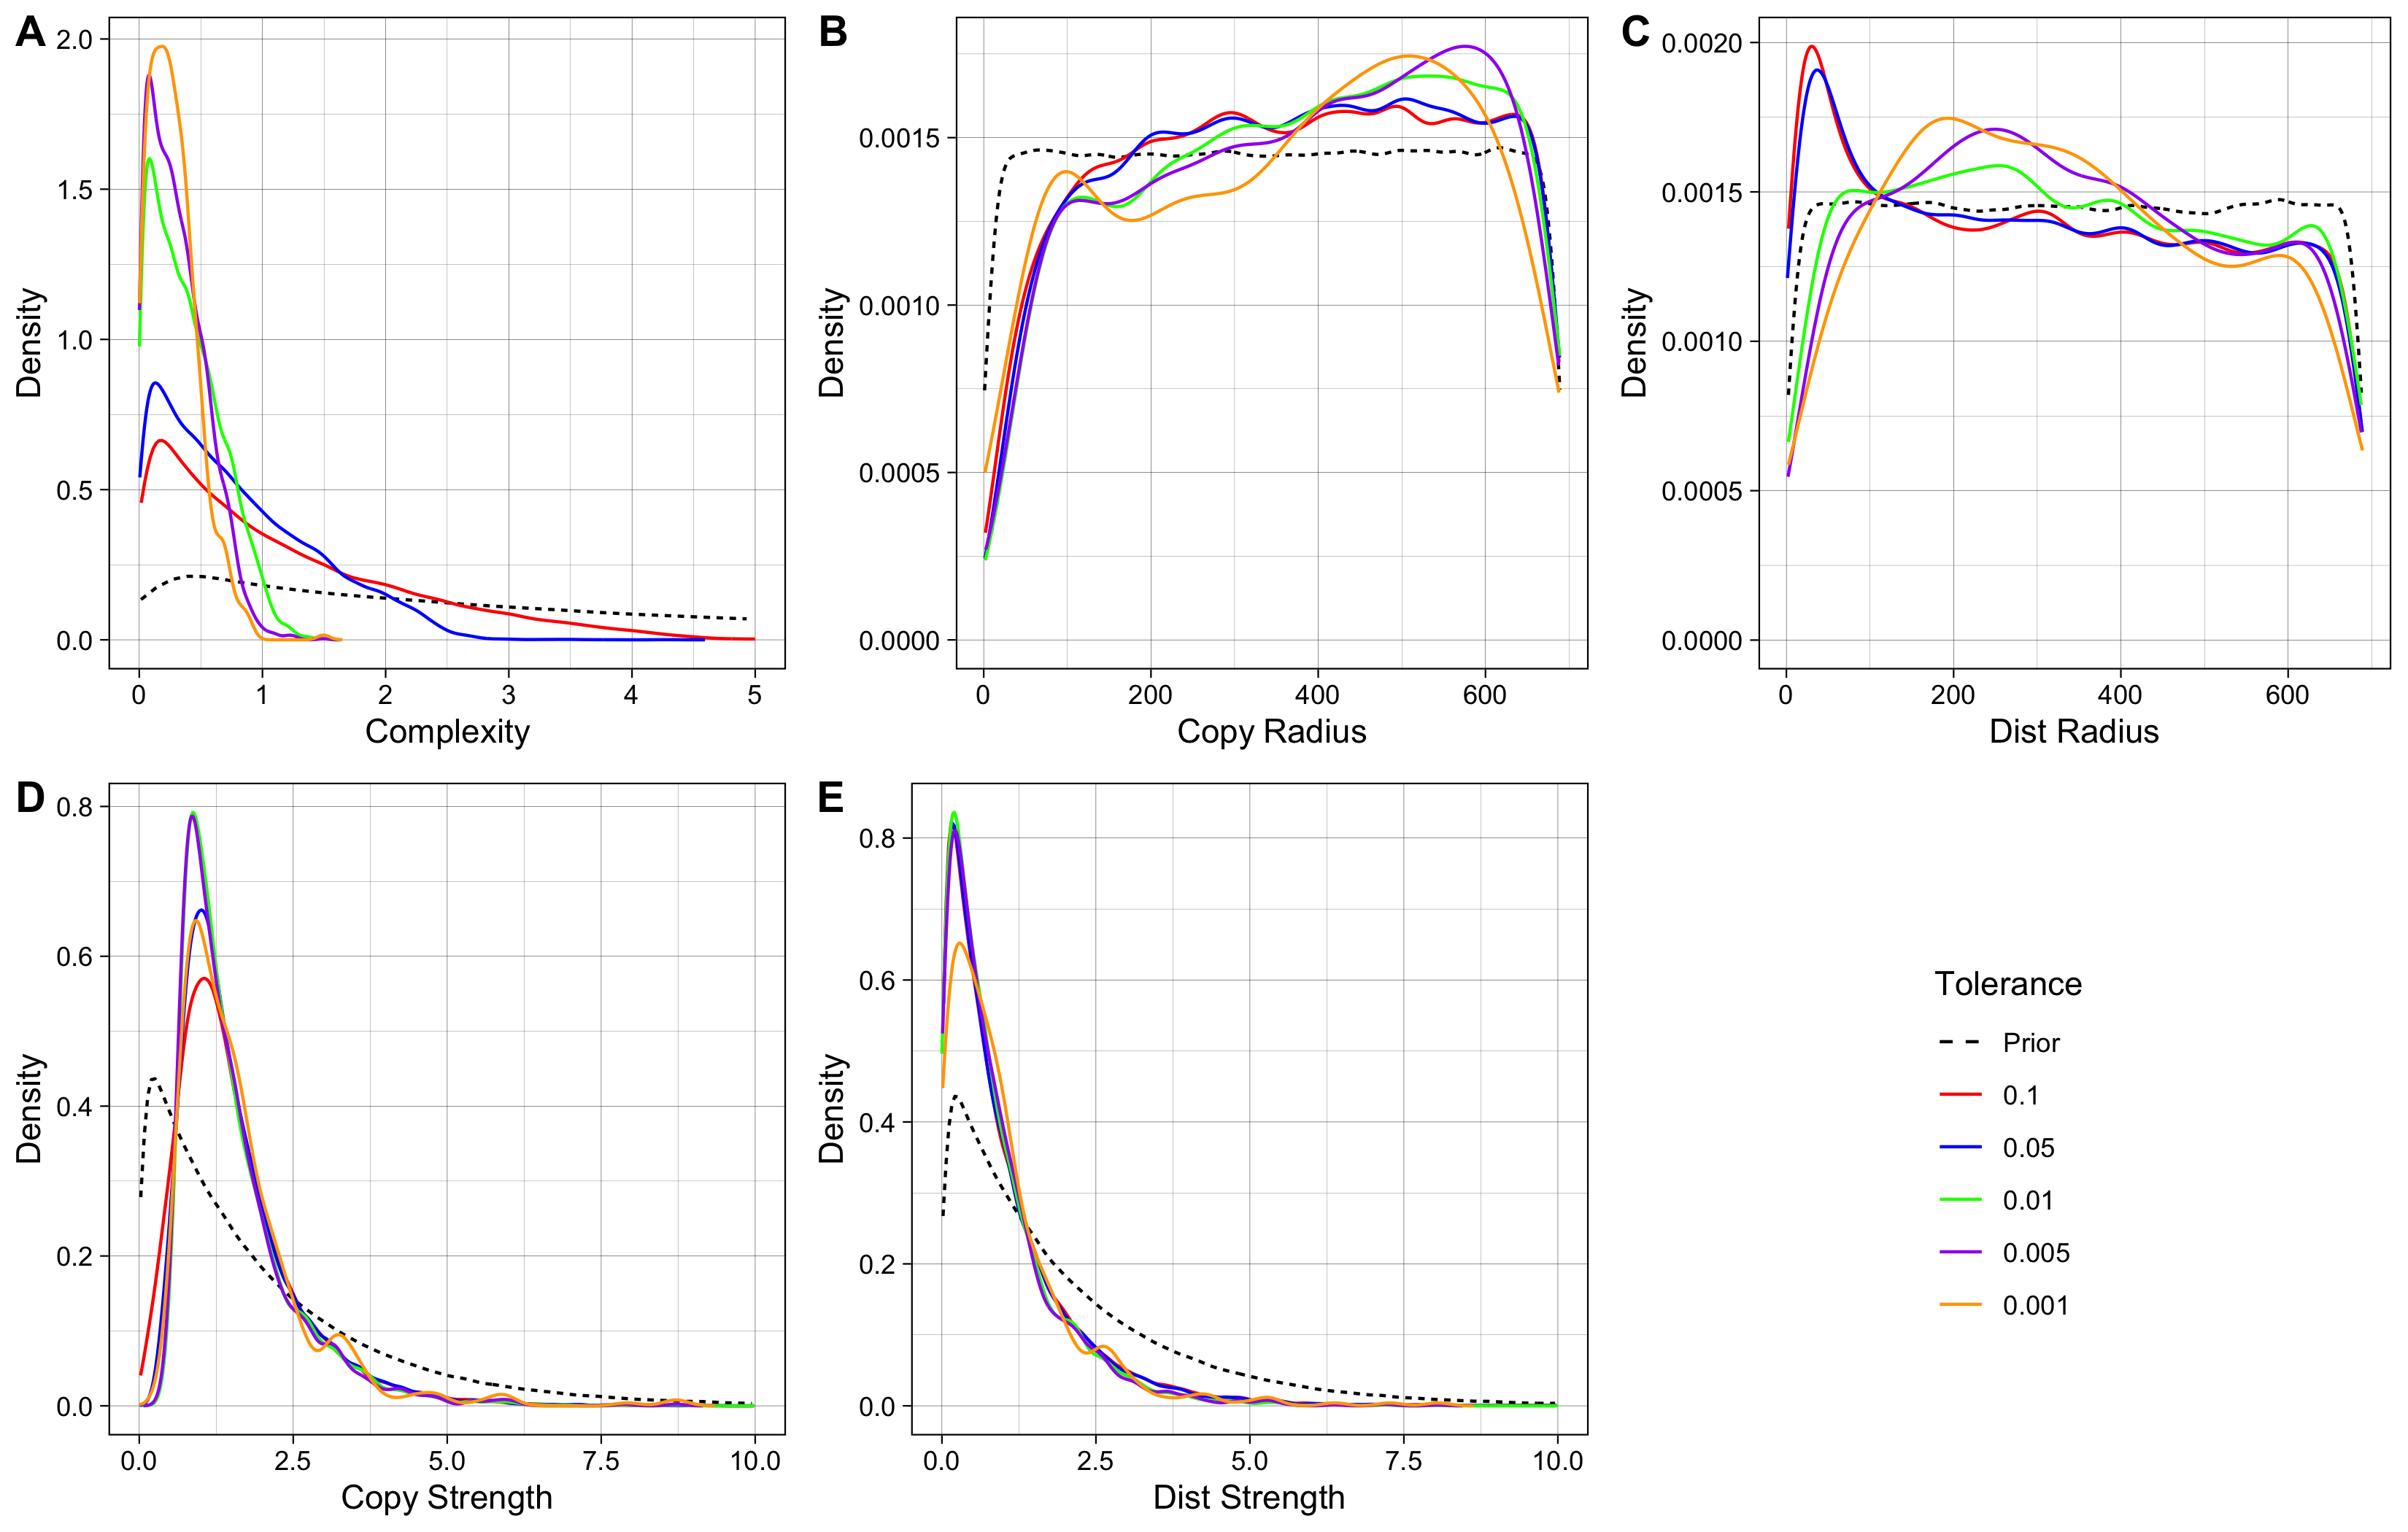 A
Density
2.0
1.5
1.0
0.5
0.0
0 1 2 3 4 5
Complexity
B
Density
0.0015
0.0010
0.0005
0.0000
0 200 400 600
Copy Radius
C
Density
0.0020
0.0015
0.0010
0.0005
0.0000
0 200 400 600
Dist Radius
D
Density
0.8
0.6
0.4
0.2
0.0
0.0 2.5 5.0 7.5 10.0
Copy Strength
E
Density
0.8
0.6
0.4
0.2
0.0
0.0 2.5 5.0 7.5 10.0
Dist Strength
Tolerance
Prior
0.1
0.05
0.01
0.005
0.001